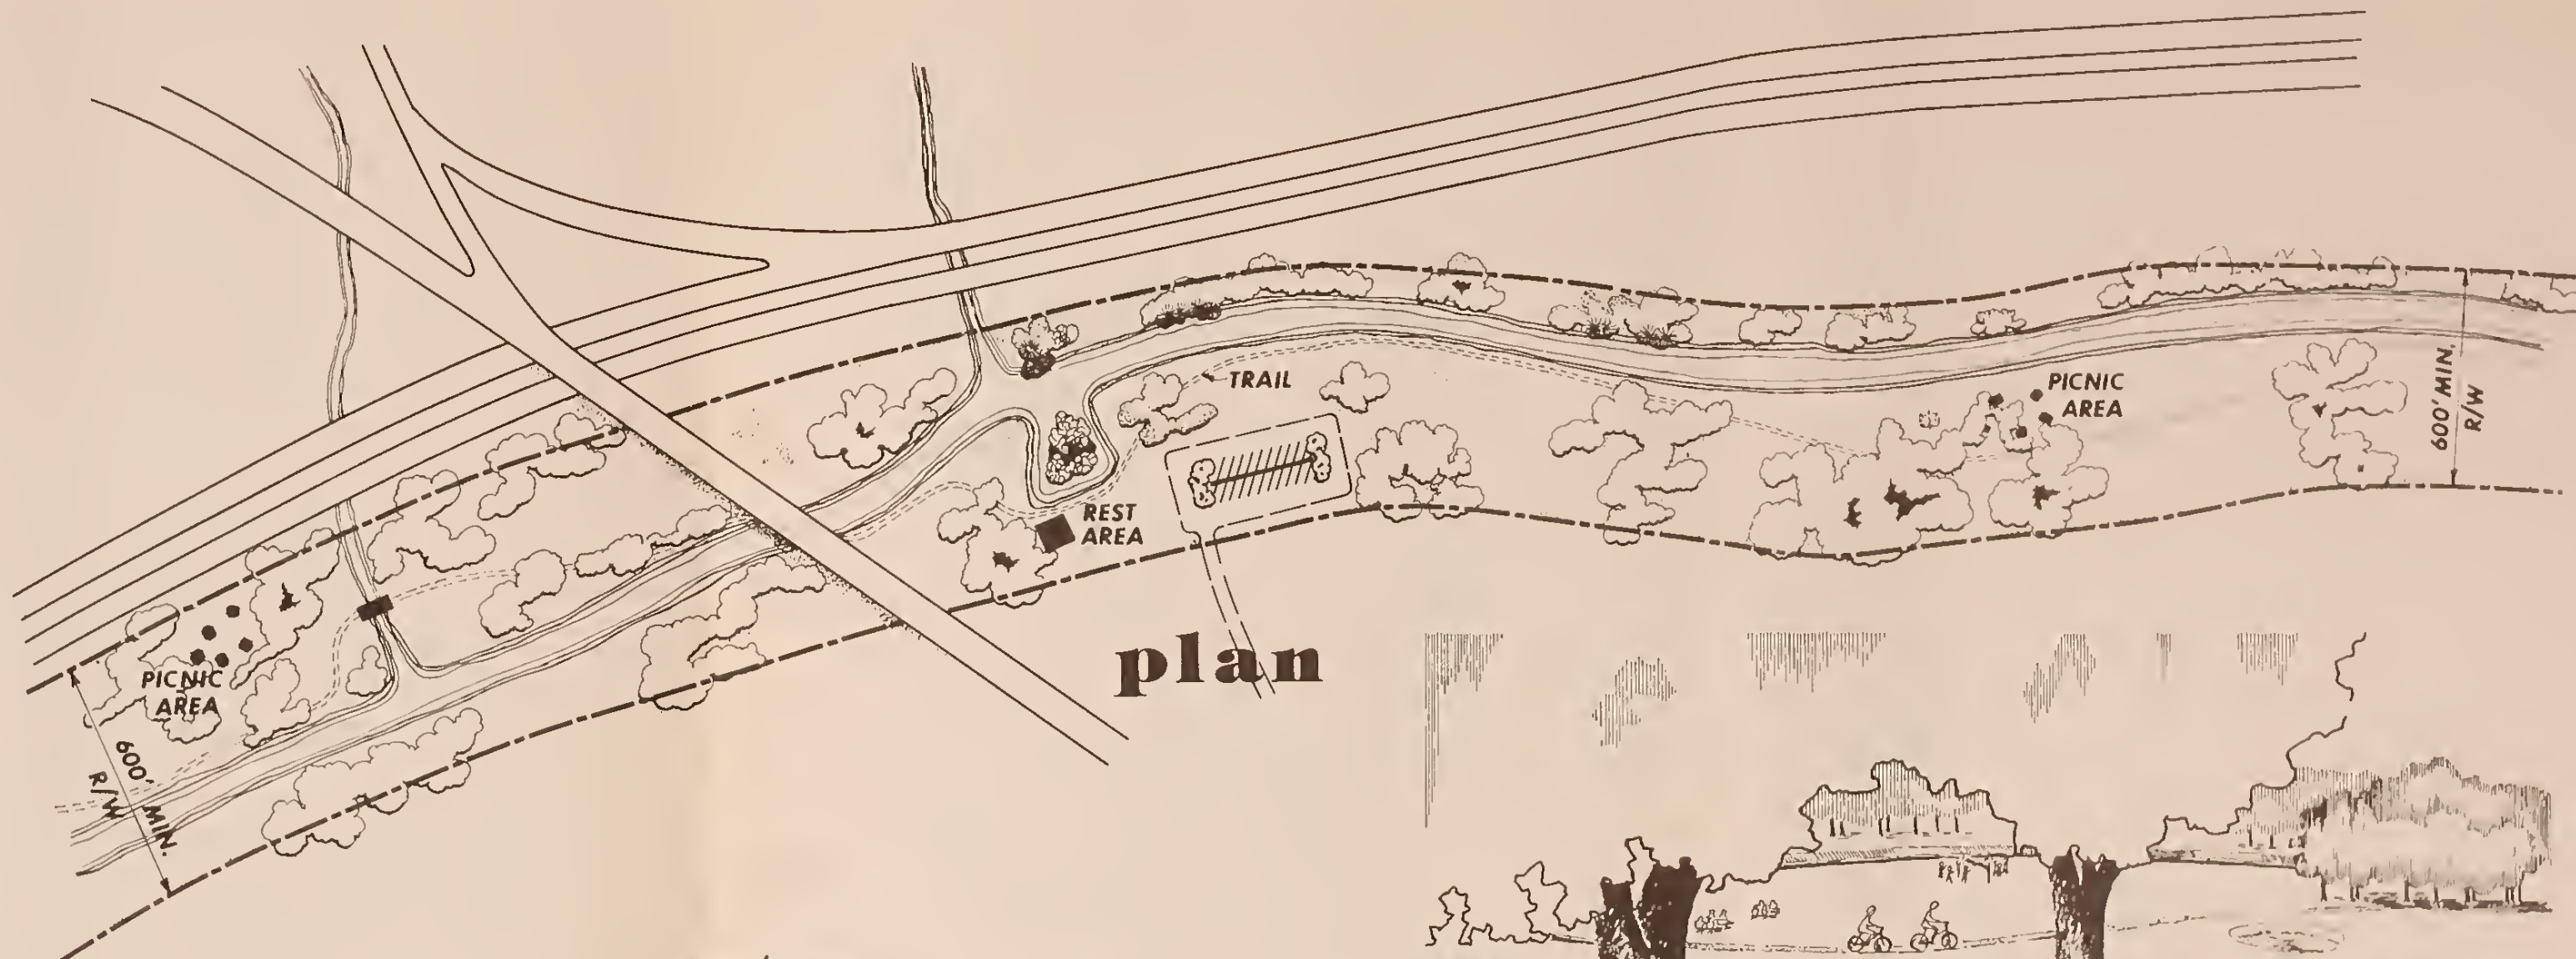 TRAIL
PICNIC
AREA
600' MIN.
R/W
REST
AREA
plan
PICNIC
AREA
600' MIN.
R/W